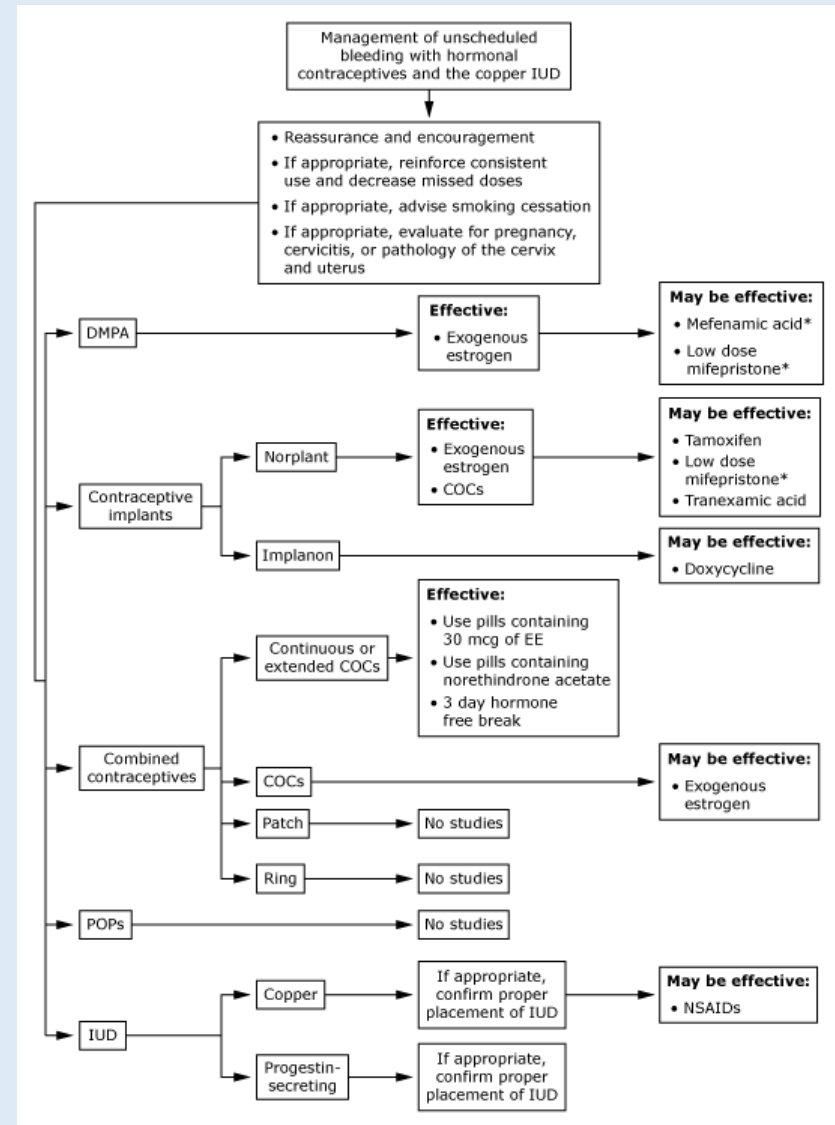 Management of unscheduled
bleeding with hormonal
contraceptives and the copper IUD
• Reassurance and encouragement
• If appropriate, reinforce consistent
use and decrease missed doses
• If appropriate, advise smoking cessation
• If appropriate, evaluate for pregnancy,
cervicitis, or pathology of the cervix
and uterus
DMPA
Effective:
• Exogenous
estrogen
May be effective:
• Mefenamic acid*
• Low dose
mifepristone*
Contraceptive
implants
Norplant
Effective:
• Exogenous
estrogen
• COCs
May be effective:
• Tamoxifen
• Low dose
mifepristone*
• Tranexamic acid
Implanon
May be effective:
• Doxycycline
Combined
contraceptives
Continuous or
extended COCs
Effective:
• Use pills containing
30 mcg of EE
• Use pills containing
norethindrone acetate
• 3 day hormone
free break
COCs
May be effective:
• Exogenous
estrogen
Patch
No studies
Ring
No studies
POPs
No studies
IUD
Copper
If appropriate,
confirm proper
placement of IUD
May be effective:
• NSAIDs
Progestin-
secreting
If appropriate,
confirm proper
placement of IUD